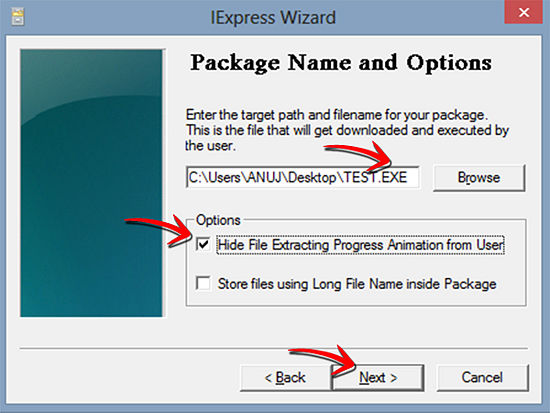 IExpress Wizard
Package Name and Options
Enter the target path and filename for your package.
This is the file that will get downloaded and executed by
the user.
C:\Users\ANUJ\Desktop\TEST.EXE
Browse
Options
Hide File Extracting Progress Animation from User
Store files using Long File Name inside Package
< Back
Next >
Cancel